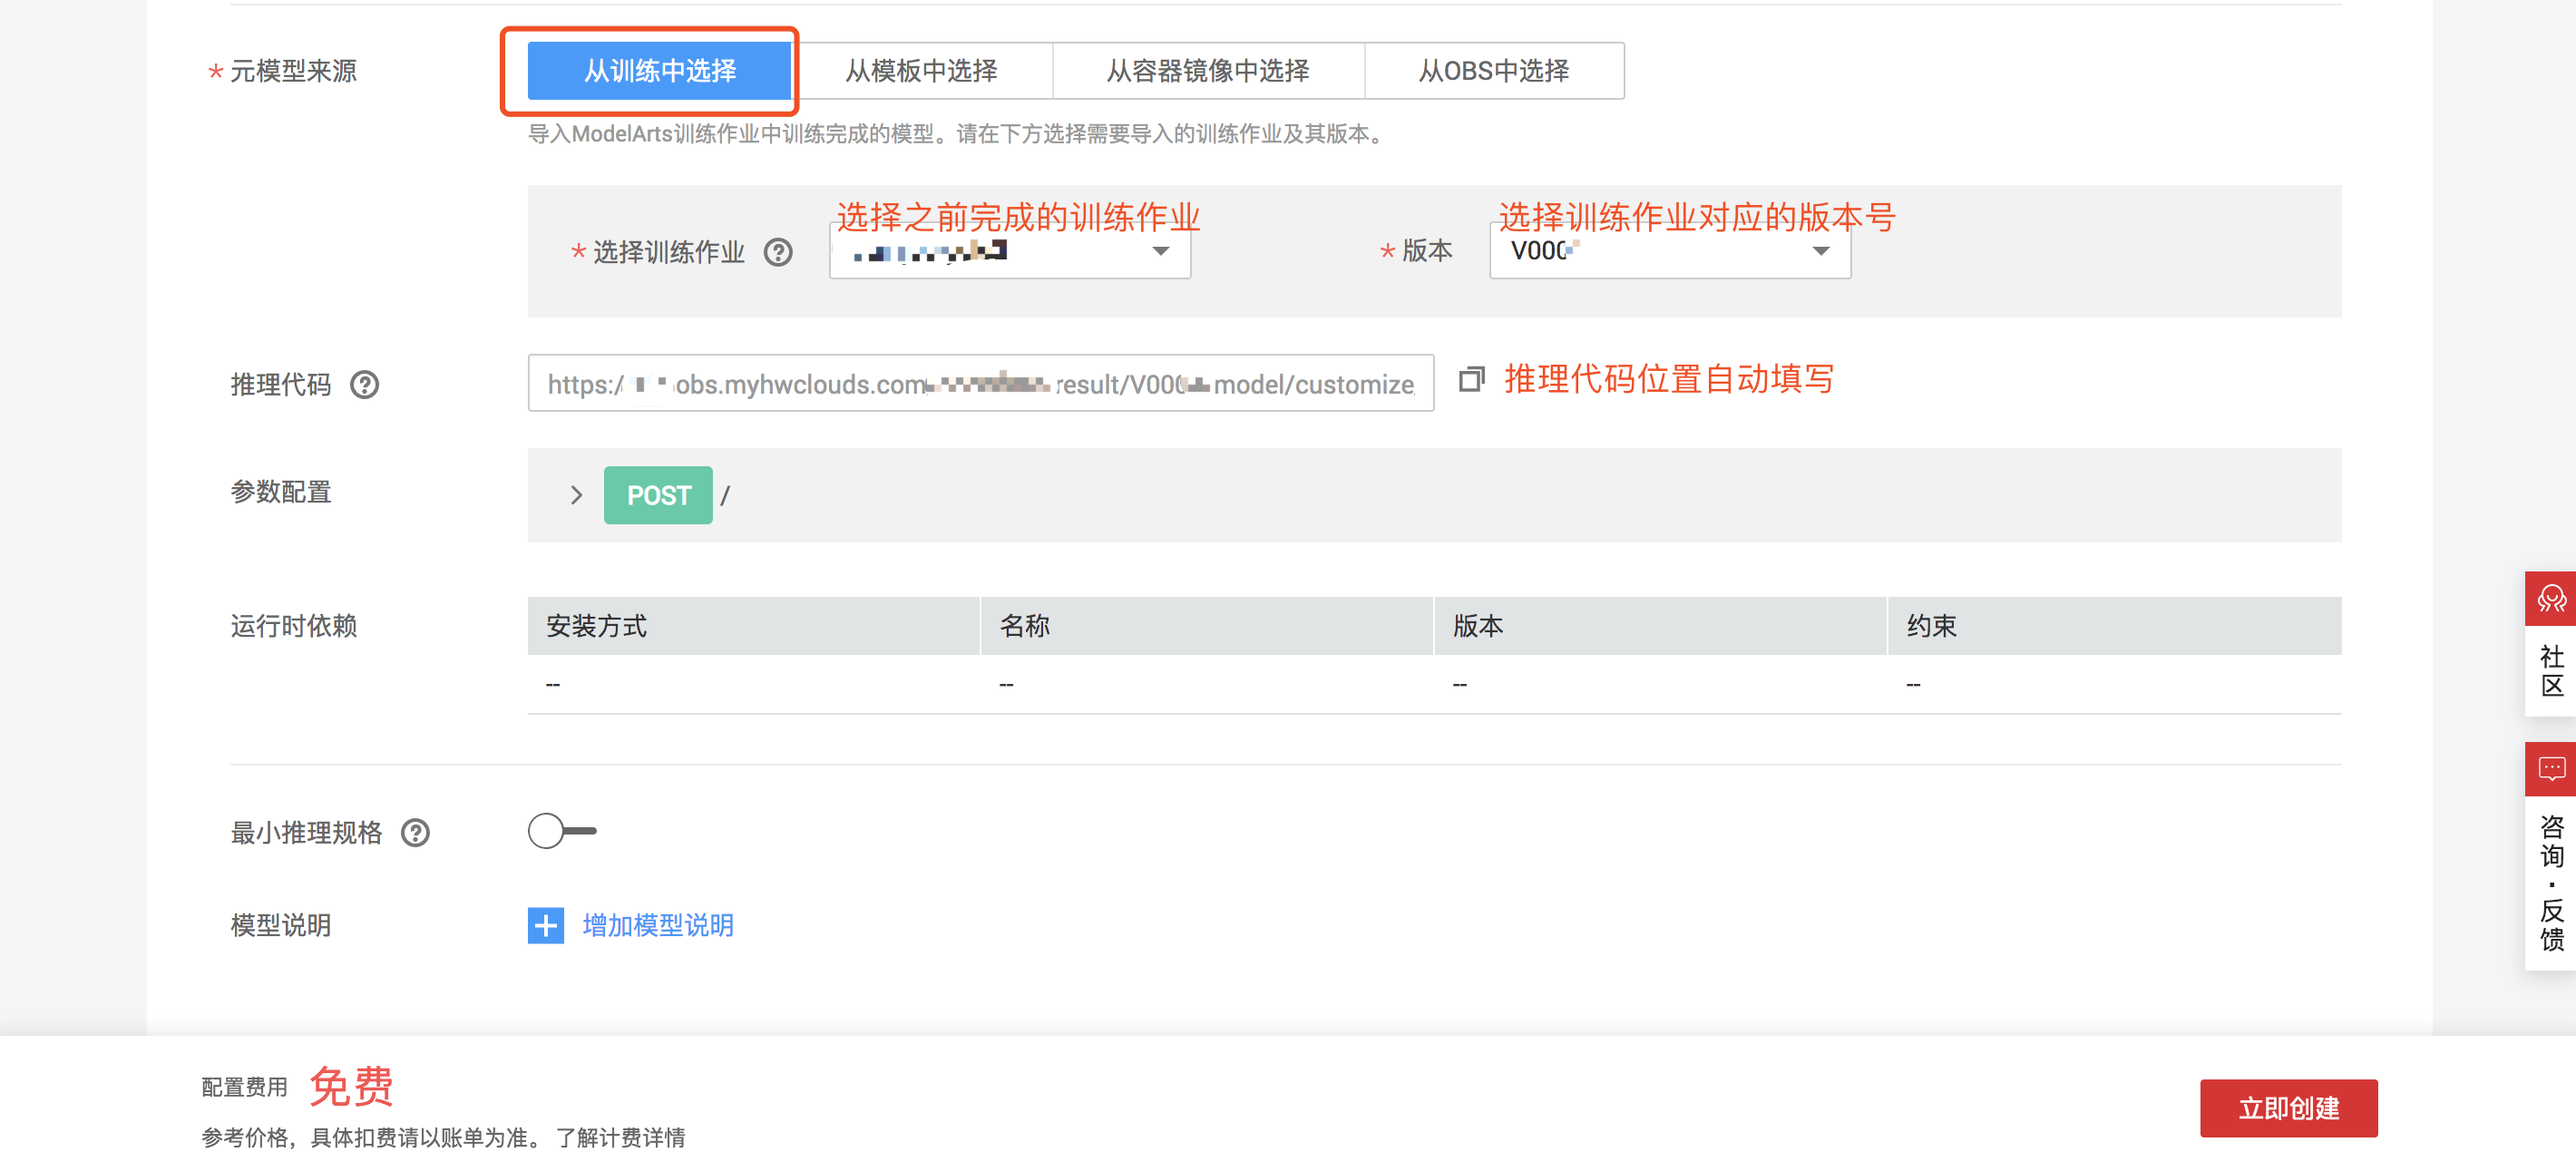 * 元模型来源
从训练中选择 从模板中选择 从容器镜像中选择 从OBS中选择
导入ModelArts训练作业中训练完成的模型。请在下方选择需要导入的训练作业及其版本。
选择之前完成的训练作业 选择训练作业对应的版本号
* 选择训练作业 ? * 版本 V000
推理代码 ? https:/ obs.myhwclouds.com result/V000 model/customize 推理代码位置自动填写
参数配置 POST /
运行时依赖 安装方式 名称 版本 约束
-- -- -- --
最小推理规格 ?
模型说明 增加模型说明
社区
咨询·反馈
配置费用 免费
参考价格，具体扣费请以账单为准。 了解计费详情
立即创建